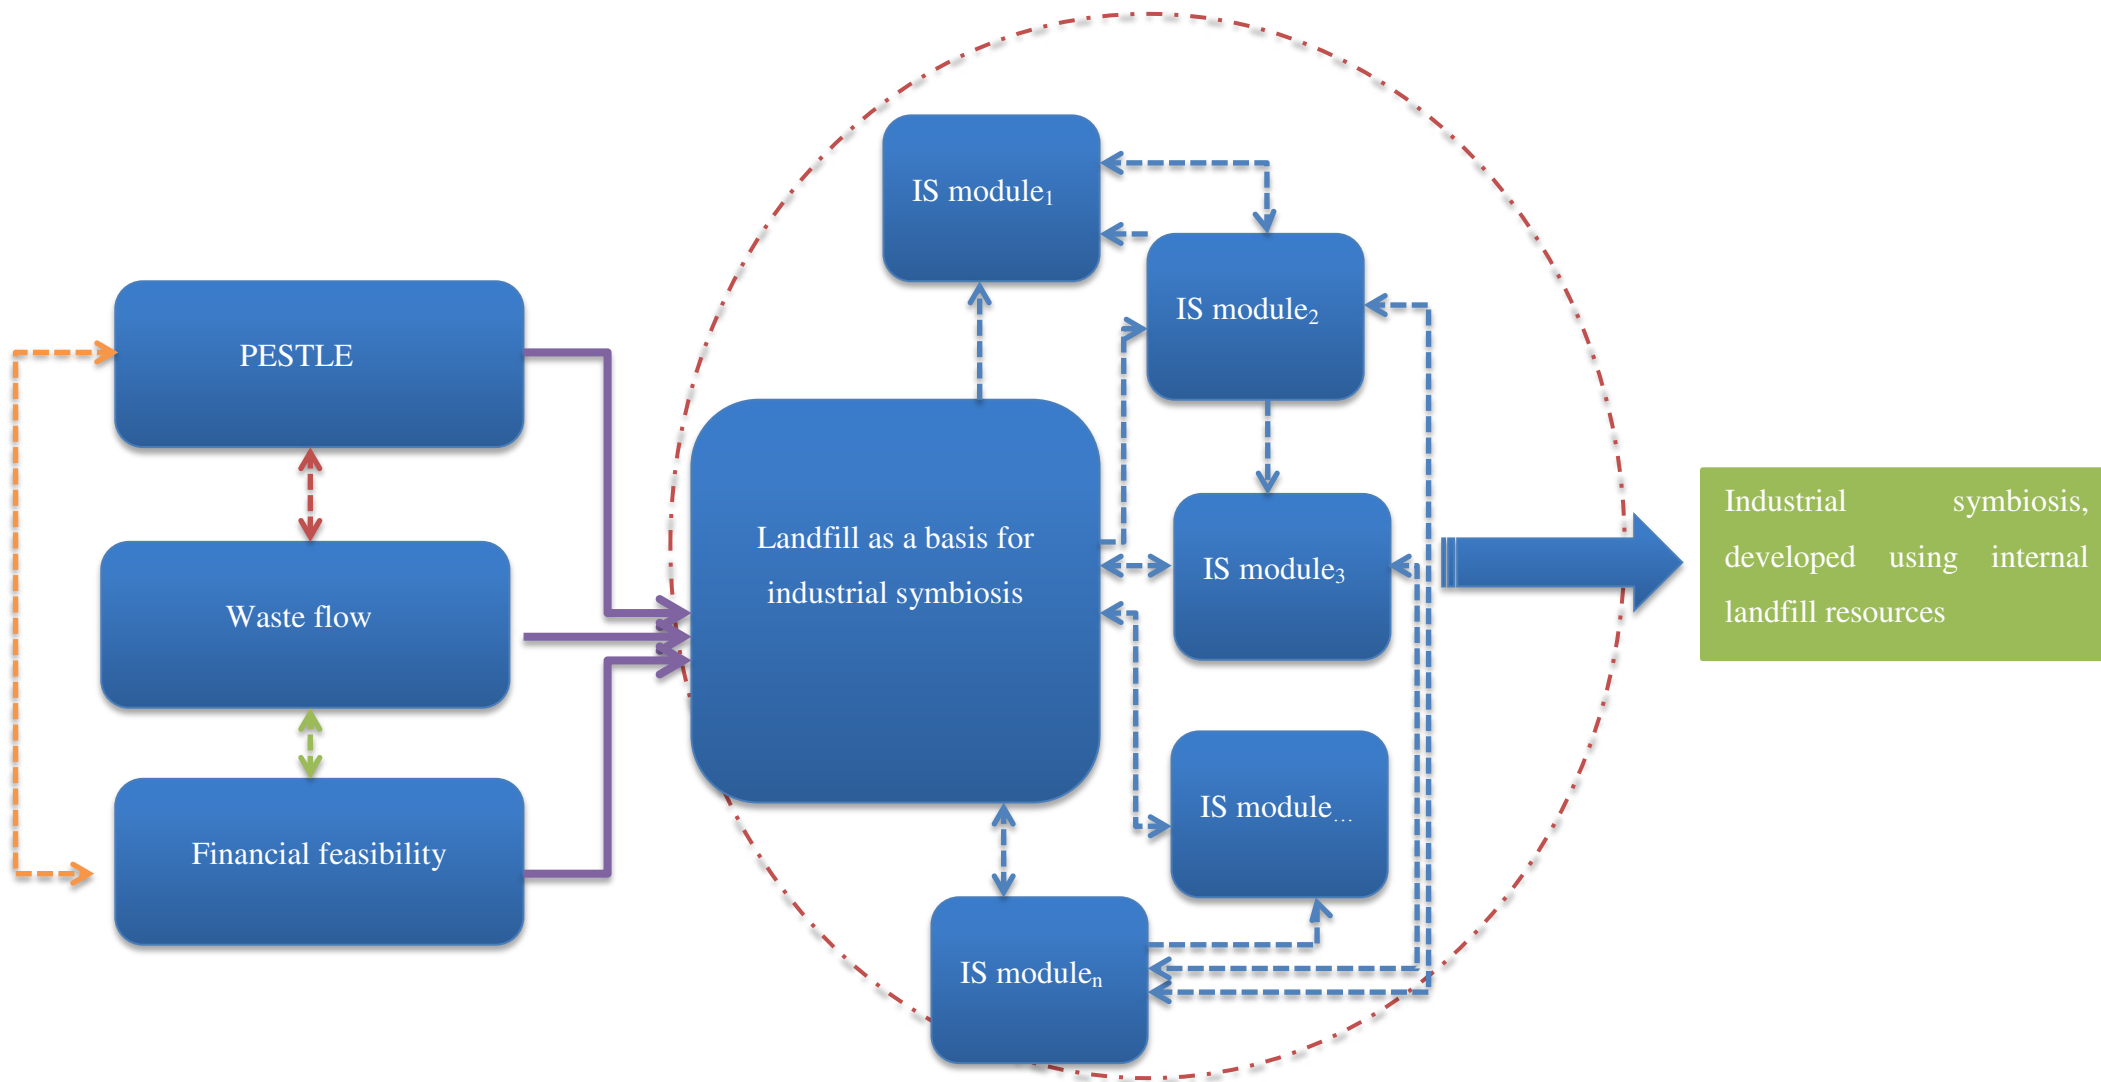 PESTLE
Waste flow
Financial feasibility
Landfill as a basis for
industrial symbiosis
IS module1
IS module2
IS module3
IS module...
IS modulen
Industrial symbiosis,
developed using internal
landfill resources